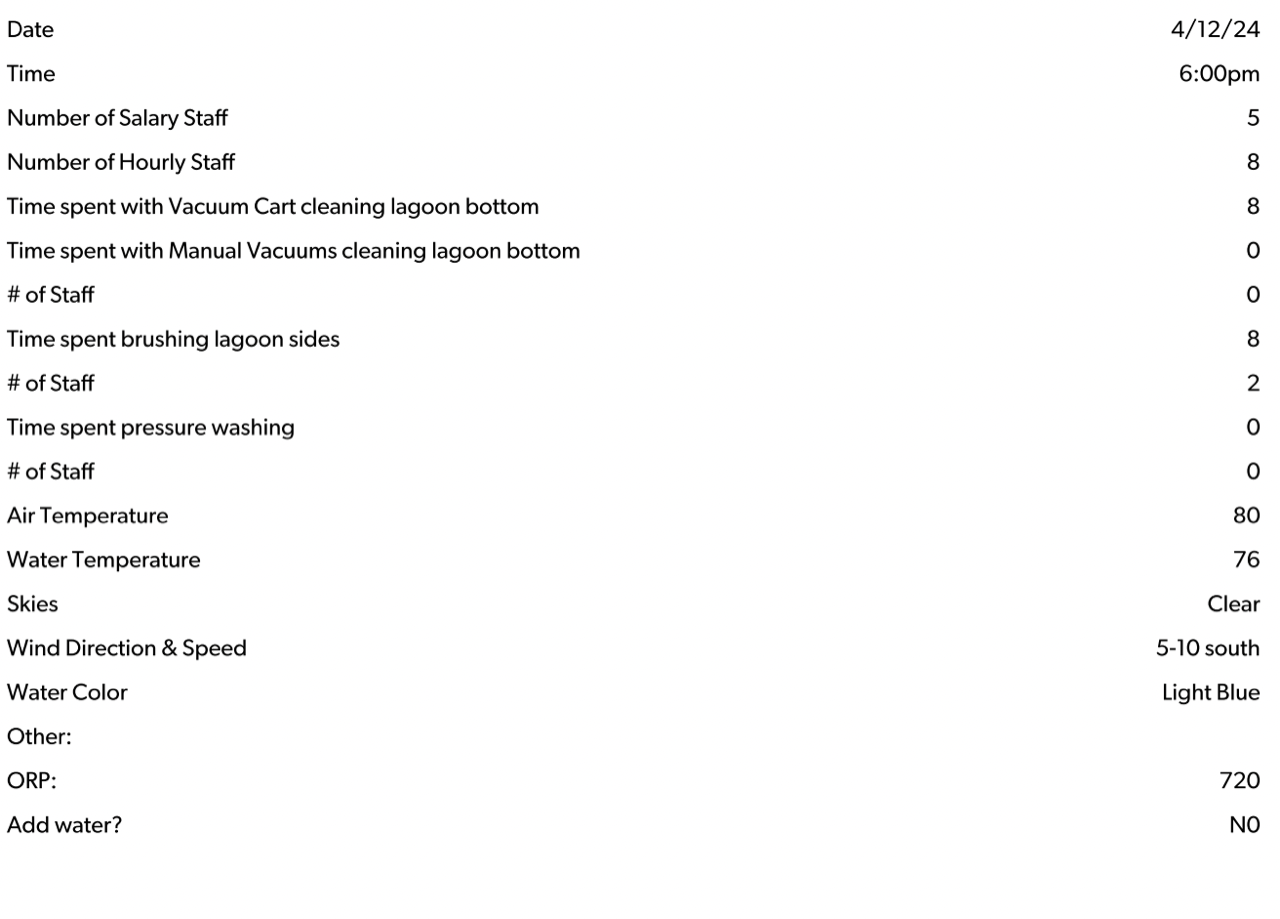 Date 4/12/24
Time 6:00pm
Number of Salary Staff 5
Number of Hourly Staff 8
Time spent with Vacuum Cart cleaning lagoon bottom 8
Time spent with Manual Vacuums cleaning lagoon bottom 0
# of Staff 0
Time spent brushing lagoon sides 8
# of Staff 2
Time spent pressure washing 0
# of Staff 0
Air Temperature 80
Water Temperature 76
Skies Clear
Wind Direction & Speed 5-10 south
Water Color Light Blue
Other:
ORP: 720
Add water? N0